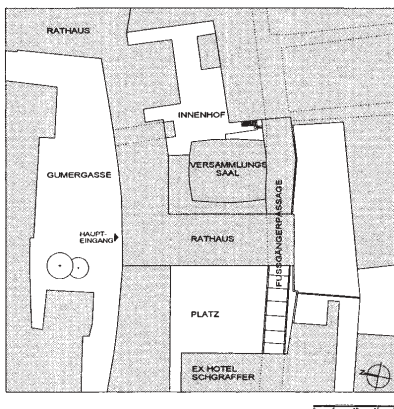 RATHAUS
INNENHOF
VERSAMMLUNGS
SAAL
GUMERGASSE
HAUPT-
EINGANG
RATHAUS
FUSSGÄNGERPASSAGE
PLATZ
EX HOTEL
SCHGRAFFER
N